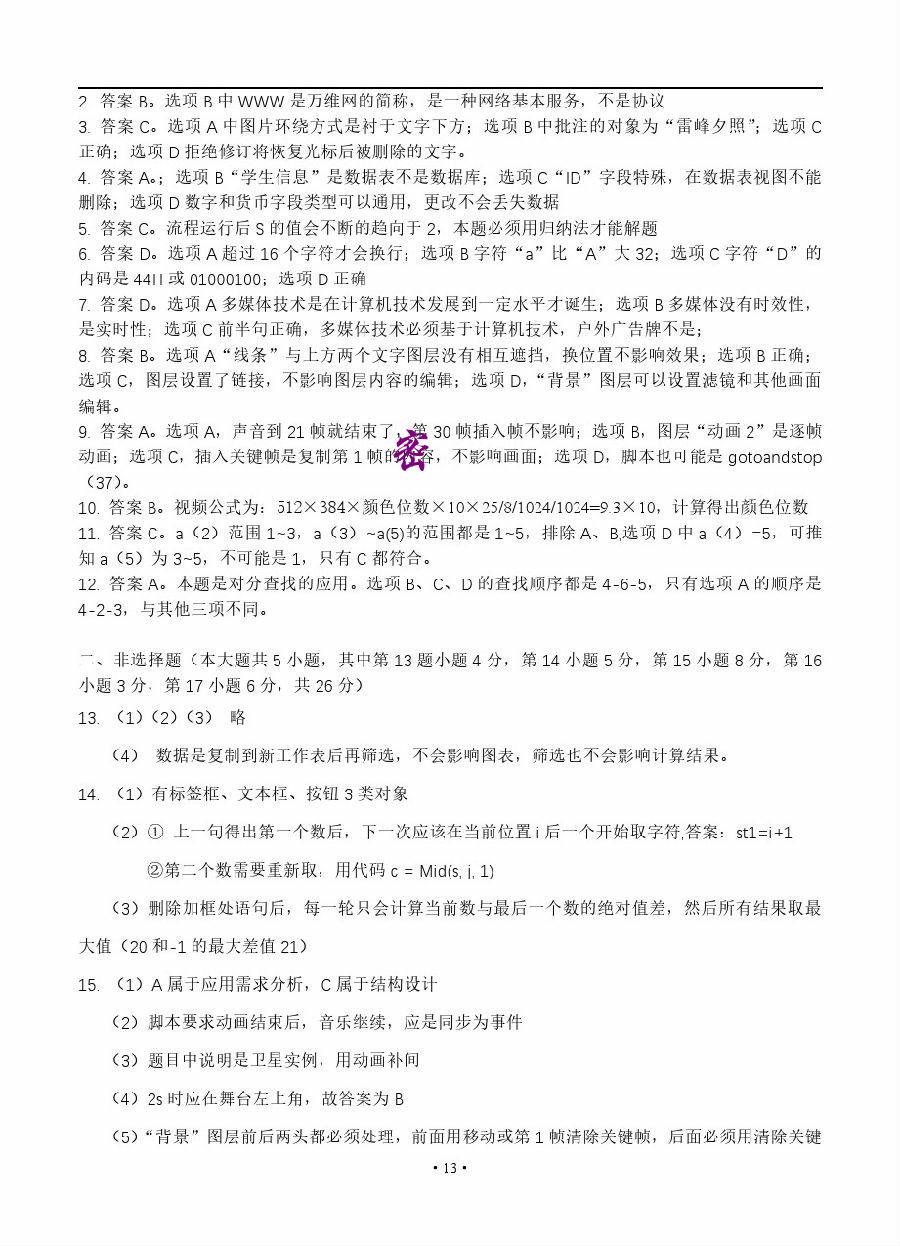 2. 答案 B。选项 B 中 WWW 是万维网的简称，是一种网络基本服务，不是协议
3. 答案 C。选项 A 中图片环绕方式是衬于文字下方；选项 B 中批注的对象为“雷峰夕照”；选项 C
正确；选项 D 拒绝修订将恢复光标后被删除的文字。
4. 答案 A。；选项 B“学生信息”是数据表不是数据库；选项 C“ID”字段特殊，在数据表视图不能
删除；选项 D 数字和货币字段类型可以通用，更改不会丢失数据
5. 答案 C。流程运行后 S 的值会不断的趋向于 2，本题必须用归纳法才能解题
6. 答案 D。选项 A 超过 16 个字符才会换行；选项 B 字符“a”比“A”大 32；选项 C 字符“D”的
内码是 44H 或 01000100；选项 D 正确
7. 答案 D。选项 A 多媒体技术是在计算机技术发展到一定水平才诞生；选项 B 多媒体没有时效性，
是实时性；选项 C 前半句正确，多媒体技术必须基于计算机技术，户外广告牌不是；
8. 答案 B。选项 A“线条”与上方两个文字图层没有相互遮挡，换位置不影响效果；选项 B 正确；
选项 C，图层设置了链接，不影响图层内容的编辑；选项 D，“背景”图层可以设置滤镜和其他画面
编辑。
9. 答案 A。选项 A，声音到 21 帧就结束了，第 30 帧插入帧不影响；选项 B，图层“动画 2”是逐帧
动画；选项 C，插入关键帧是复制第 1 帧的容，不影响画面；选项 D，脚本也可能是 gotoandstop
密
（37）。
10. 答案 B。视频公式为：512×384×颜色位数×10×25/8/1024/1024=9.3×10，计算得出颜色位数
11. 答案 C。a（2）范围 1~3，a（3）~a(5)的范围都是 1~5，排除 A、B,选项 D 中 a（4）=5，可推
知 a（5）为 3~5，不可能是 1，只有 C 都符合。
12. 答案 A。本题是对分查找的应用。选项 B、C、D 的查找顺序都是 4-6-5，只有选项 A 的顺序是
4-2-3，与其他三项不同。
二、非选择题（本大题共 5 小题，其中第 13 题小题 4 分，第 14 小题 5 分，第 15 小题 8 分，第 16
小题 3 分，第 17 小题 6 分，共 26 分）
13. （1）（2）（3） 略
（4） 数据是复制到新工作表后再筛选，不会影响图表，筛选也不会影响计算结果。
14. （1）有标签框、文本框、按钮 3 类对象
（2）① 上一句得出第一个数后，下一次应该在当前位置 i 后一个开始取字符,答案：st1=i+1
②第二个数需要重新取，用代码 c = Mid(s, j, 1)
（3）删除加框处语句后，每一轮只会计算当前数与最后一个数的绝对值差，然后所有结果取最
大值（20 和-1 的最大差值 21）
15. （1）A 属于应用需求分析，C 属于结构设计
（2）脚本要求动画结束后，音乐继续，应是同步为事件
（3）题目中说明是卫星实例，用动画补间
（4）2s 时应在舞台左上角，故答案为 B
（5）“背景”图层前后两头都必须处理，前面用移动或第 1 帧清除关键帧，后面必须用清除关键
• 13 •